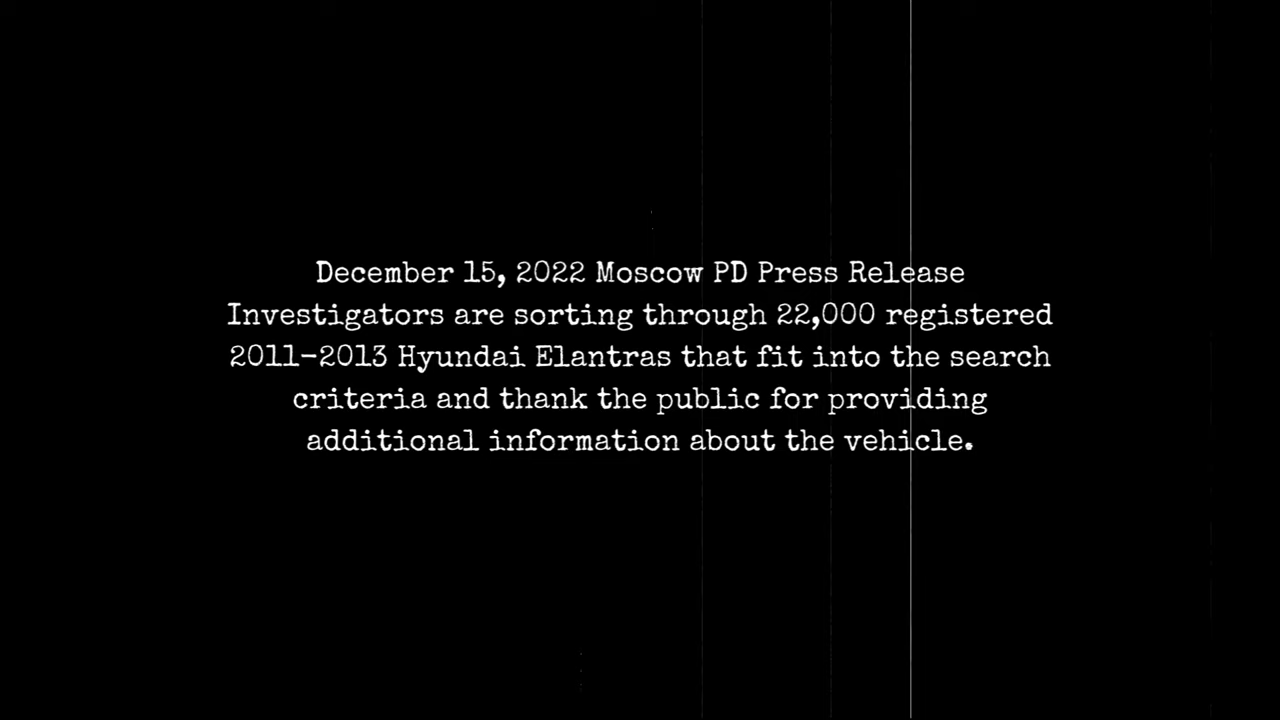 December 15, 2022 Moscow PD Press Release
Investigators are sorting through 22,000 registered
2011-2013 Hyundai Elantras that fit into the search
criteria and thank the public for providing
additional information about the vehicle.